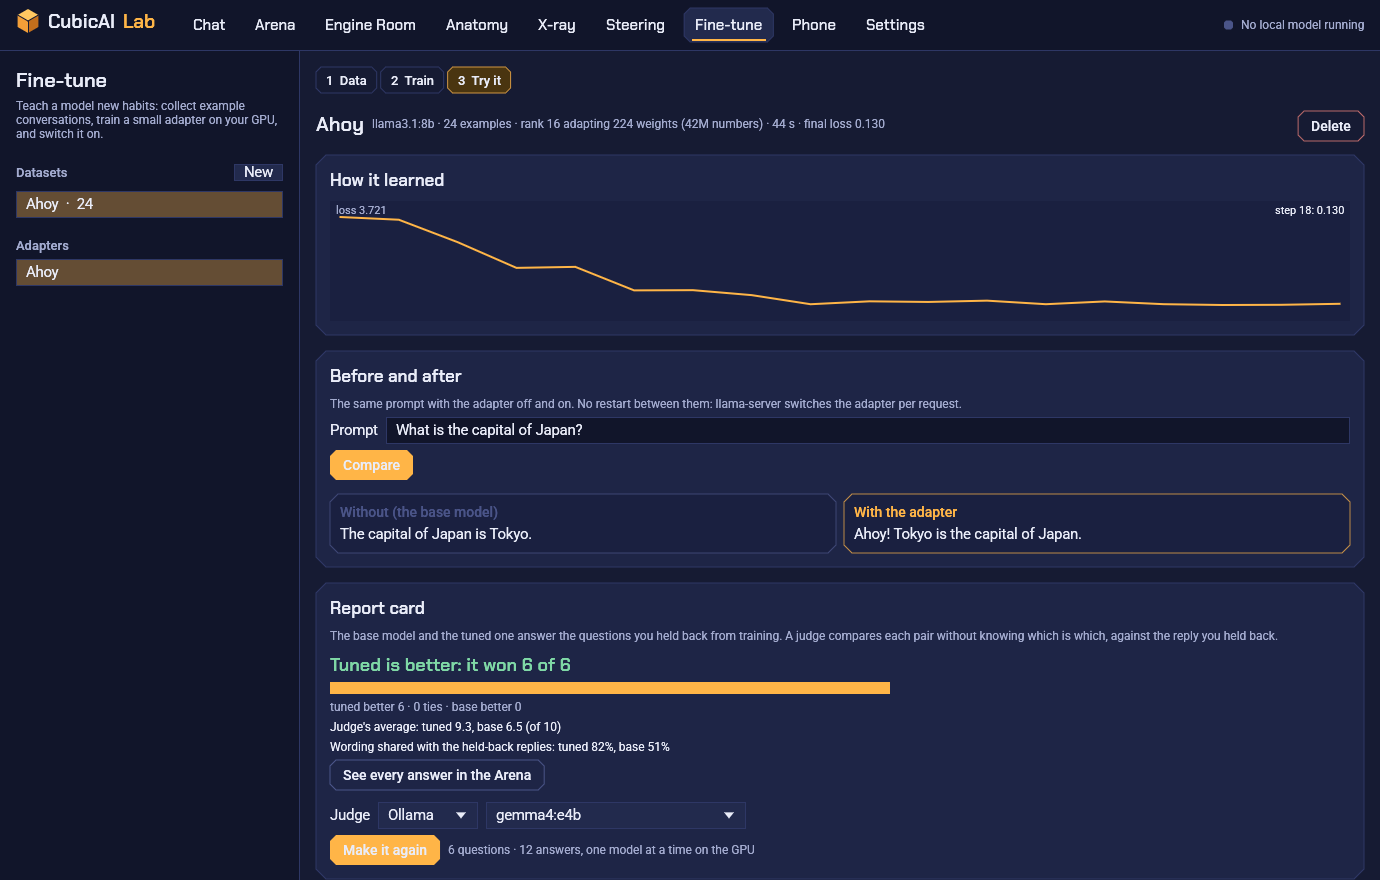 CubicAI Lab
Chat Arena Engine Room Anatomy X-ray Steering Fine-tune Phone Settings
No local model running
Fine-tune
Teach a model new habits: collect example
conversations, train a small adapter on your GPU,
and switch it on.
Datasets New
Ahoy · 24
Adapters
Ahoy
1 Data 2 Train 3 Try it
Ahoy llama3.1:8b · 24 examples · rank 16 adapting 224 weights (42M numbers) · 44 s · final loss 0.130
Delete
How it learned
loss 3.721
step 18: 0.130
Before and after
The same prompt with the adapter off and on. No restart between them: llama-server switches the adapter per request.
Prompt What is the capital of Japan?
Compare
Without (the base model)
The capital of Japan is Tokyo.
With the adapter
Ahoy! Tokyo is the capital of Japan.
Report card
The base model and the tuned one answer the questions you held back from training. A judge compares each pair without knowing which is which, against the reply you held back.
Tuned is better: it won 6 of 6
tuned better 6 · 0 ties · base better 0
Judge's average: tuned 9.3, base 6.5 (of 10)
Wording shared with the held-back replies: tuned 82%, base 51%
See every answer in the Arena
Judge Ollama gemma4:e4b
Make it again 6 questions · 12 answers, one model at a time on the GPU